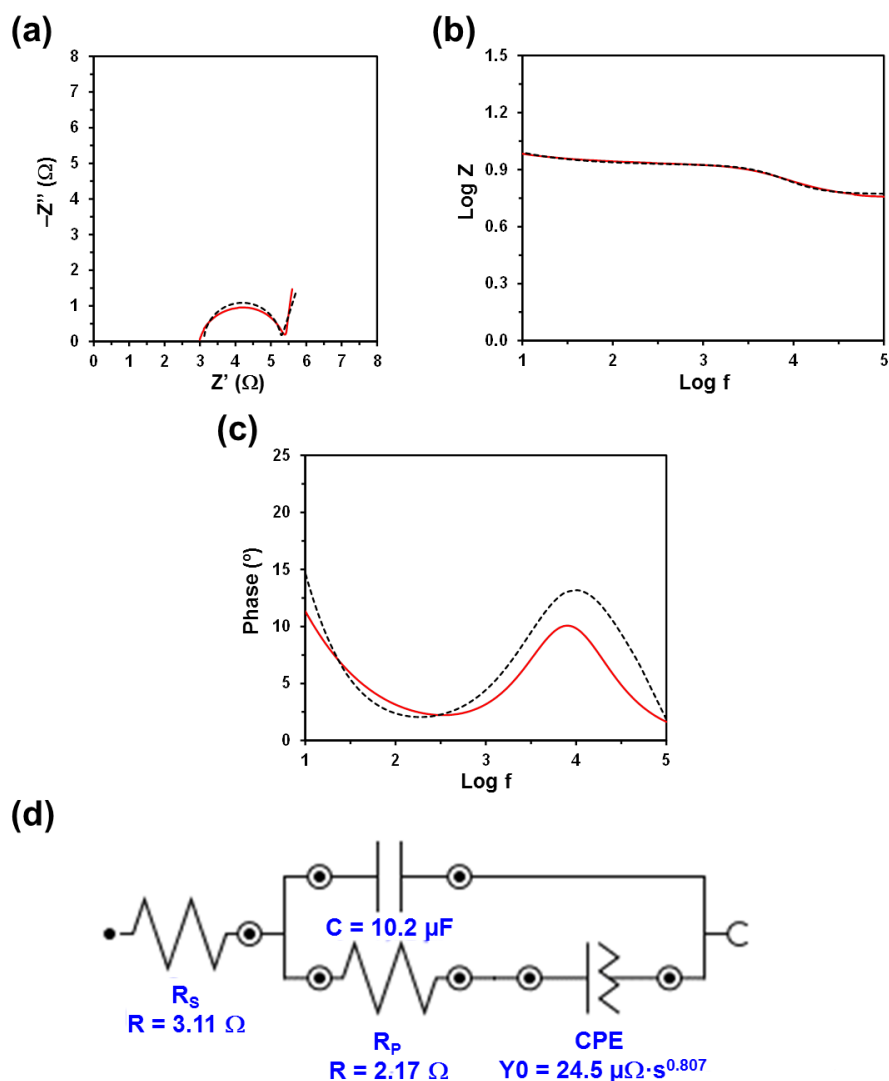 (a)
8
7
6
5
4
3
2
1
0
–Z'' (Ω)
0 1 2 3 4 5 6 7 8
Z' (Ω)
(b)
1.5
1.2
0.9
0.6
0.3
0.0
Log Z
1 2 3 4 5
Log f
(c)
25
20
15
10
5
0
Phase (º)
1 2 3 4 5
Log f
(d)
C = 10.2 µF
R_S
R = 3.11 Ω
R_P
R = 2.17 Ω
CPE
Y0 = 24.5 µΩ·s^0.807